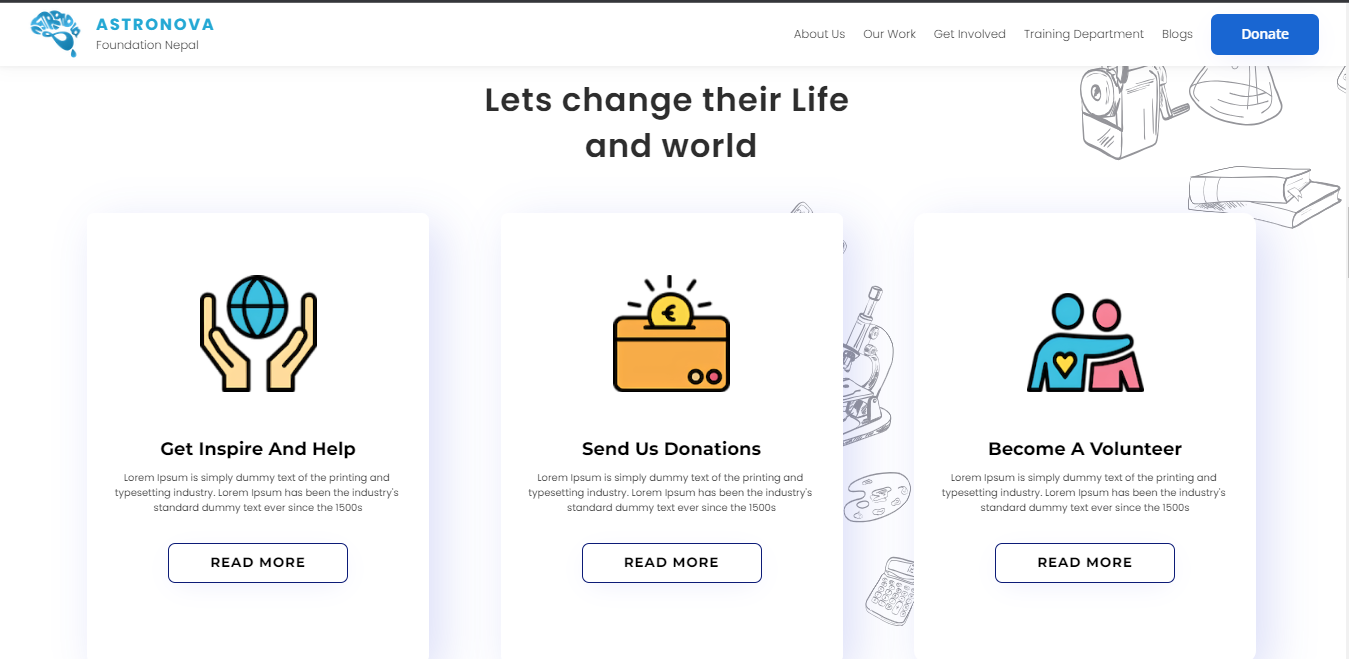 ASTRONOVA
Foundation Nepal
About Us Our Work Get Involved Training Department Blogs Donate
Lets change their Life
and world
Get Inspire And Help
Lorem Ipsum is simply dummy text of the printing and
typesetting industry. Lorem Ipsum has been the industry's
standard dummy text ever since the 1500s
READ MORE
Send Us Donations
Lorem Ipsum is simply dummy text of the printing and
typesetting industry. Lorem Ipsum has been the industry's
standard dummy text ever since the 1500s
READ MORE
Become A Volunteer
Lorem Ipsum is simply dummy text of the printing and
typesetting industry. Lorem Ipsum has been the industry's
standard dummy text ever since the 1500s
READ MORE